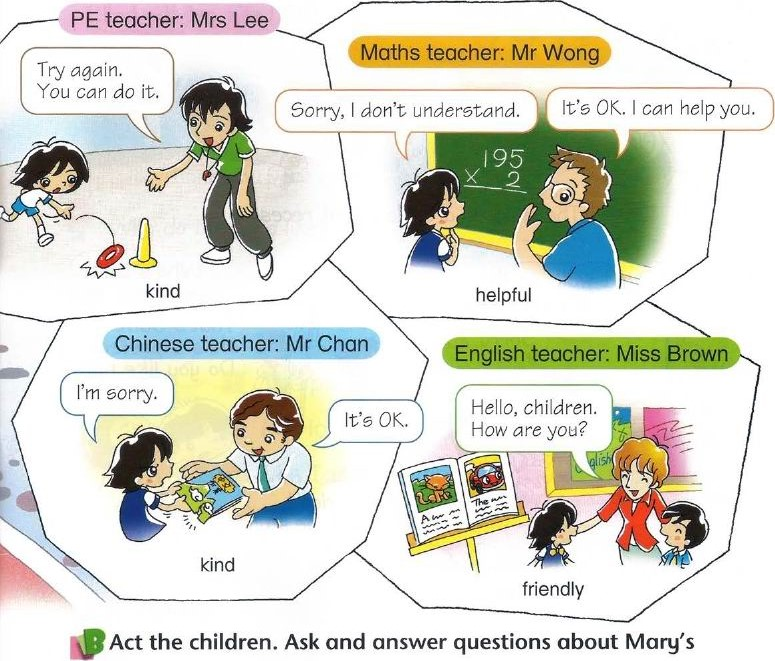 PE teacher: Mrs Lee
Try again.
You can do it.
kind
Maths teacher: Mr Wong
Sorry, I don't understand.
It's OK. I can help you.
195
x 2
helpful
Chinese teacher: Mr Chan
I'm sorry.
It's OK.
kind
English teacher: Miss Brown
Hello, children.
How are you?
glish
friendly
B Act the children. Ask and answer questions about Mary's